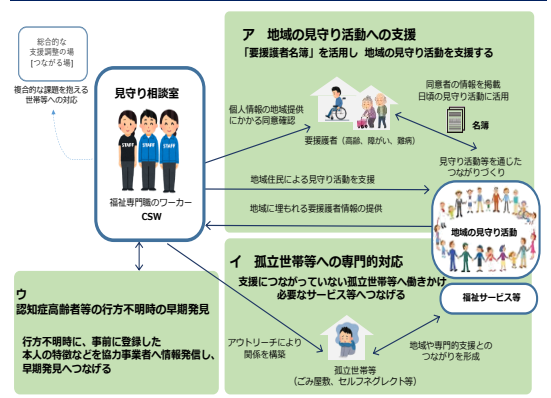 総合的な
支援調整の場
[つながる場]
複合的な課題を抱える
世帯等への対応
見守り相談室
STAFF
STAFF
STAFF
福祉専門職のワーカー
CSW
ア 地域の見守り活動への支援
「要援護者名簿」を活用し 地域の見守り活動を支援する
個人情報の地域提供
にかかる同意確認
要援護者（高齢、障がい、難病）
同意者の情報を掲載
日頃の見守り活動に活用
名簿
見守り活動等を通じた
つながりづくり
地域住民による見守り活動を支援
地域に埋もれる要援護者情報の提供
地域の見守り活動
福祉サービス等
イ 孤立世帯等への専門的対応
支援につながっていない孤立世帯へ働きかけ
必要なサービス等へつなげる
アウトリーチにより
関係を構築
孤立世帯等
（ごみ屋敷、セルフネグレクト等）
地域や専門的支援との
つながりを形成
ウ
認知症高齢者等の行方不明時の早期発見
行方不明時に、事前に登録した
本人の特徴などを協力事業者へ情報発信し、
早期発見へつなげる